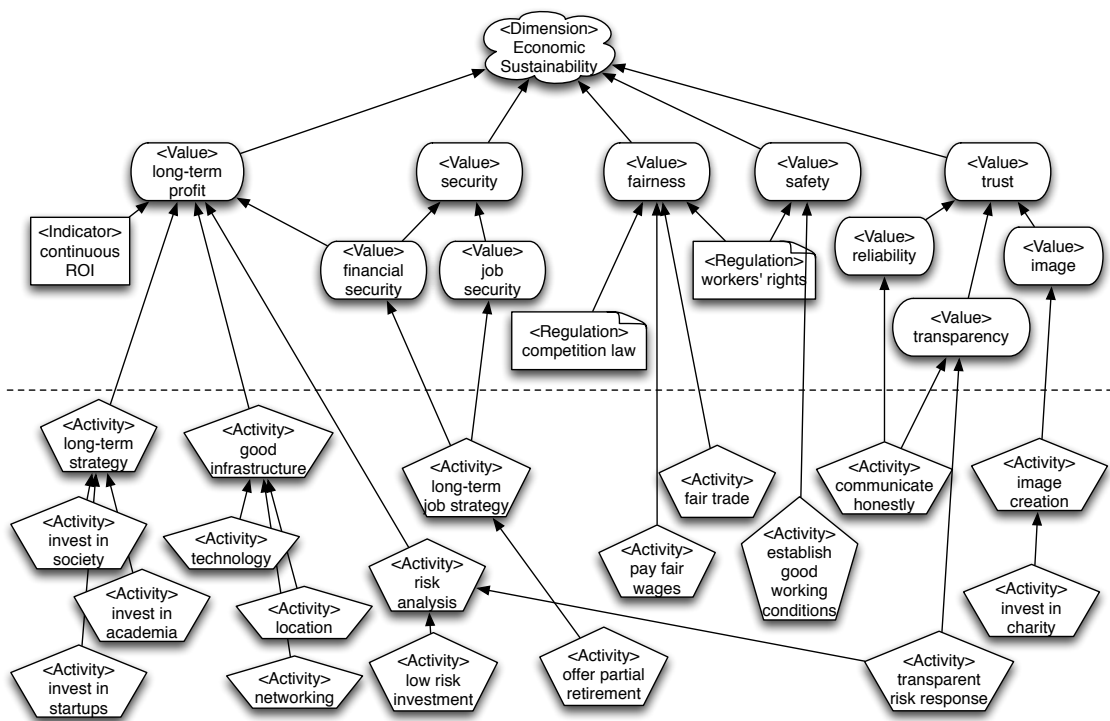 <Dimension>
Economic
Sustainability
<Value>
long-term
profit
<Value>
security
<Value>
fairness
<Value>
safety
<Value>
trust
<Indicator>
continuous
ROI
<Value>
financial
security
<Value>
job
security
<Regulation>
workers' rights
<Value>
reliability
<Value>
image
<Regulation>
competition law
<Value>
transparency
<Activity>
long-term
strategy
<Activity>
good
infrastructure
<Activity>
long-term
job strategy
<Activity>
fair trade
<Activity>
communicate
honestly
<Activity>
image
creation
<Activity>
invest in
society
<Activity>
technology
<Activity>
risk
analysis
<Activity>
pay fair
wages
<Activity>
establish
good
working
conditions
<Activity>
invest in
academia
<Activity>
location
<Activity>
invest in
charity
<Activity>
invest in
startups
<Activity>
networking
<Activity>
low risk
investment
<Activity>
offer partial
retirement
<Activity>
transparent
risk response